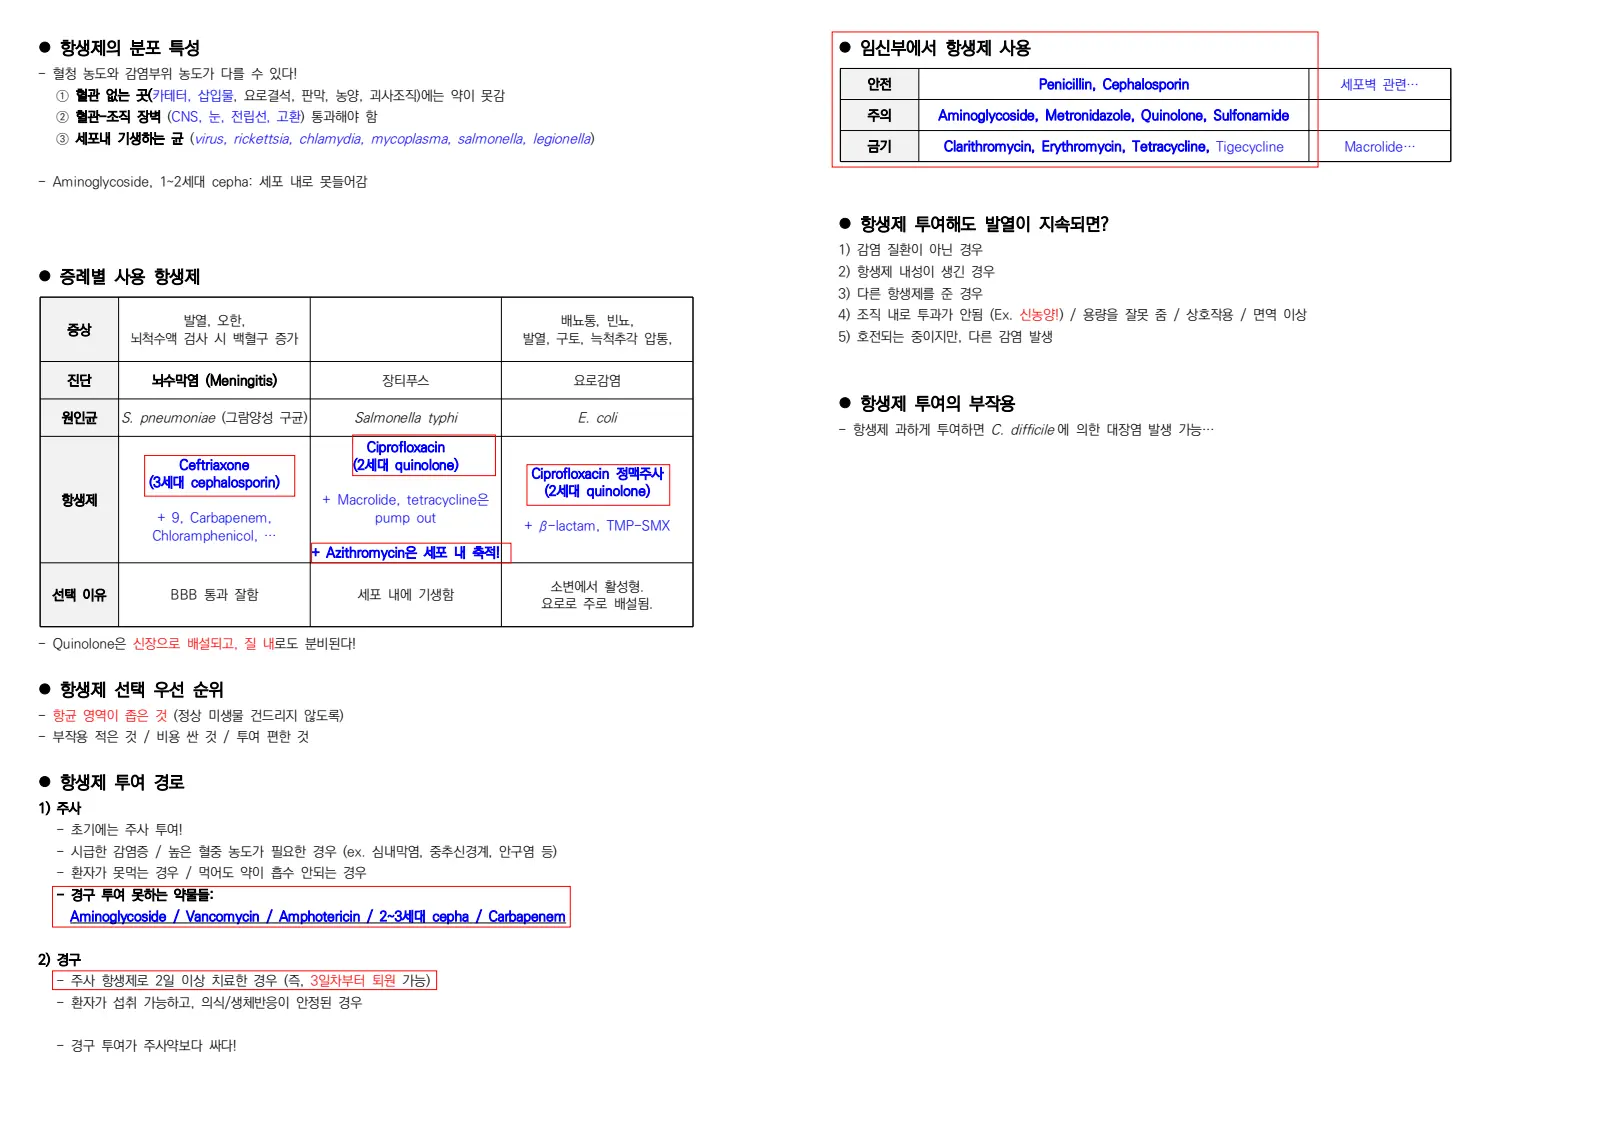 ● 항생제의 분포 특성
- 혈청 농도와 감염부위 농도가 다를 수 있다!
① 혈관 없는 곳(카테터, 삽입물, 요로결석, 판막, 농양, 괴사조직)에는 약이 못감
② 혈관-조직 장벽 (CNS, 눈, 전립선, 고환) 통과해야 함
③ 세포내 기생하는 균 (virus, rickettsia, chlamydia, mycoplasma, salmonella, legionella)
- Aminoglycoside, 1~2세대 cepha: 세포 내로 못들어감
● 증례별 사용 항생제
증상
발열, 오한,
뇌척수액 검사 시 백혈구 증가
배뇨통, 빈뇨,
발열, 구토, 늑척추각 압통,
진단
뇌수막염 (Meningitis)
장티푸스
요로감염
원인균
S. pneumoniae (그람양성 구균)
Salmonella typhi
E. coli
항생제
Ceftriaxone
(3세대 cephalosporin)
+ 9, Carbapenem,
Chloramphenicol, …
Ciprofloxacin
(2세대 quinolone)
+ Macrolide, tetracycline은
pump out
+ Azithromycin은 세포 내 축적!
Ciprofloxacin 정맥주사
(2세대 quinolone)
+ β-lactam, TMP-SMX
선택 이유
BBB 통과 잘함
세포 내에 기생함
소변에서 활성형.
요로로 주로 배설됨.
- Quinolone은 신장으로 배설되고, 질 내로도 분비된다!
● 항생제 선택 우선 순위
- 항균 영역이 좁은 것 (정상 미생물 건드리지 않도록)
- 부작용 적은 것 / 비용 싼 것 / 투여 편한 것
● 항생제 투여 경로
1) 주사
- 초기에는 주사 투여!
- 시급한 감염증 / 높은 혈중 농도가 필요한 경우 (ex. 심내막염, 중추신경계, 안구염 등)
- 환자가 못먹는 경우 / 먹어도 약이 흡수 안되는 경우
- 경구 투여 못하는 약물들:
Aminoglycoside / Vancomycin / Amphotericin / 2~3세대 cepha / Carbapenem
2) 경구
- 주사 항생제로 2일 이상 치료한 경우 (즉, 3일차부터 퇴원 가능)
- 환자가 섭취 가능하고, 의식/생체반응이 안정된 경우
- 경구 투여가 주사약보다 싸다!
● 임신부에서 항생제 사용
안전
Penicillin, Cephalosporin
세포벽 관련…
주의
Aminoglycoside, Metronidazole, Quinolone, Sulfonamide
금기
Clarithromycin, Erythromycin, Tetracycline, Tigecycline
Macrolide…
● 항생제 투여해도 발열이 지속되면?
1) 감염 질환이 아닌 경우
2) 항생제 내성이 생긴 경우
3) 다른 항생제를 준 경우
4) 조직 내로 투과가 안됨 (Ex. 신농양!) / 용량을 잘못 줌 / 상호작용 / 면역 이상
5) 호전되는 중이지만, 다른 감염 발생
● 항생제 투여의 부작용
- 항생제 과하게 투여하면 C. difficile에 의한 대장염 발생 가능…